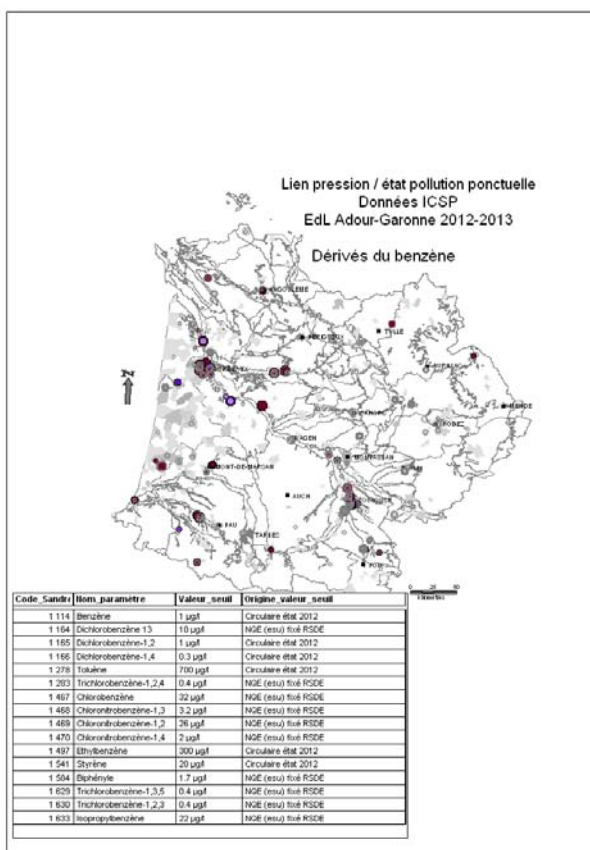 Lien pression / état pollution ponctuelle
Données ICSP
EdL Adour-Garonne 2012-2013
Dérivés du benzène
ANGOULEME
PERIGUEUX
TULLE
AURILLAC
MENDE
CAHORS
RODEZ
AGEN
MONTAUBAN
ALBI
MONT-DE-MARSAN
AUCH
TOULOUSE
PAU
TARBES
FOIX
Kilomètres
Code_Sandre Nom_paramètre Valeur_seuil Origine_valeur_seuil
1 114 Benzène 1 µg/l Circulaire état 2012
1 164 Dichlorobenzène 13 10 µg/l NQE (esu) fixé RSDE
1 165 Dichlorobenzène-1,2 1 µg/l Circulaire état 2012
1 166 Dichlorobenzène-1,4 0.3 µg/l Circulaire état 2012
1 278 Toluène 700 µg/l Circulaire état 2012
1 283 Trichlorobenzène-1,2,4 0.4 µg/l NQE (esu) fixé RSDE
1 467 Chlorobenzène 32 µg/l NQE (esu) fixé RSDE
1 468 Chloronitrobenzène-1,3 3.2 µg/l NQE (esu) fixé RSDE
1 469 Chloronitrobenzène-1,2 26 µg/l NQE (esu) fixé RSDE
1 470 Chloronitrobenzène-1,4 2 µg/l NQE (esu) fixé RSDE
1 497 Ethylbenzène 300 µg/l Circulaire état 2012
1 541 Styrène 20 µg/l Circulaire état 2012
1 584 Biphényle 1.7 µg/l NQE (esu) fixé RSDE
1 629 Trichlorobenzène-1,3,5 0.4 µg/l NQE (esu) fixé RSDE
1 630 Trichlorobenzène-1,2,3 0.4 µg/l NQE (esu) fixé RSDE
1 633 Isopropylbenzène 22 µg/l NQE (esu) fixé RSDE